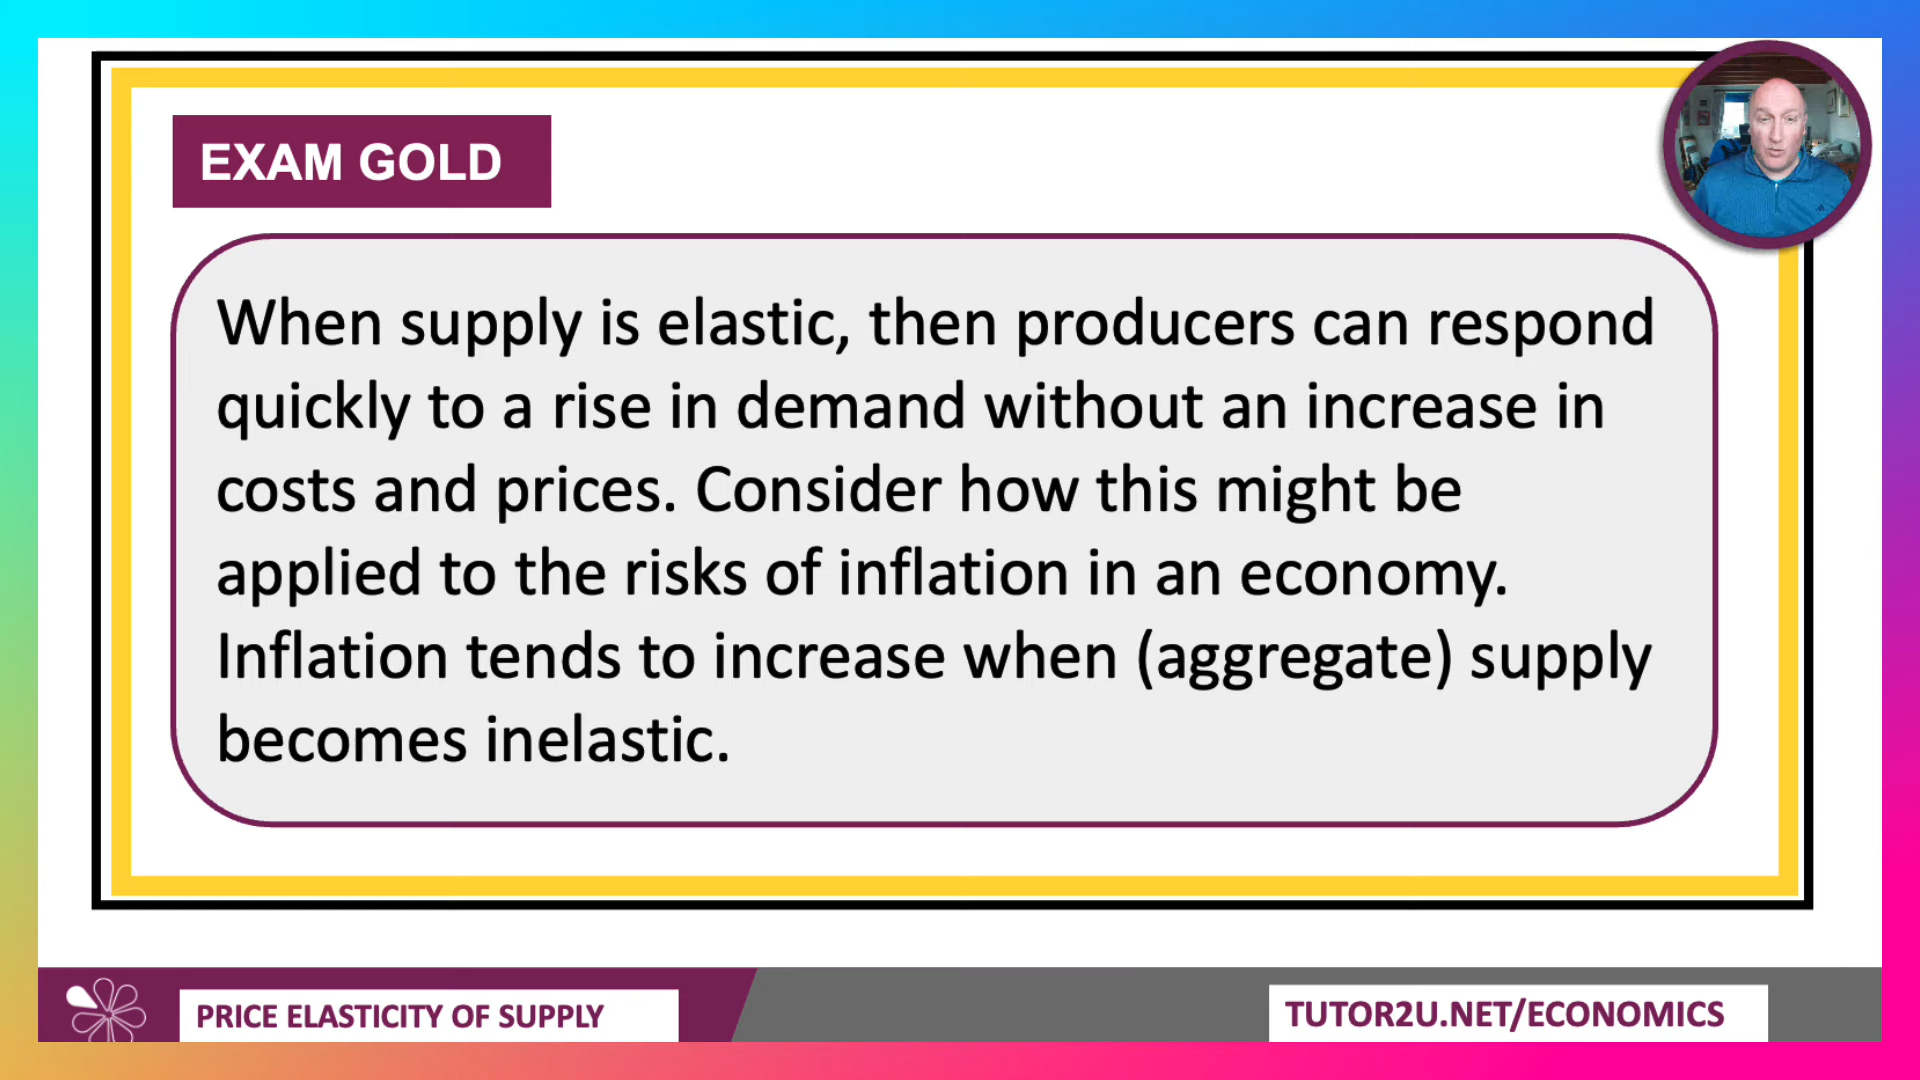 EXAM GOLD
When supply is elastic, then producers can respond
quickly to a rise in demand without an increase in
costs and prices. Consider how this might be
applied to the risks of inflation in an economy.
Inflation tends to increase when (aggregate) supply
becomes inelastic.
PRICE ELASTICITY OF SUPPLY
TUTOR2U.NET/ECONOMICS